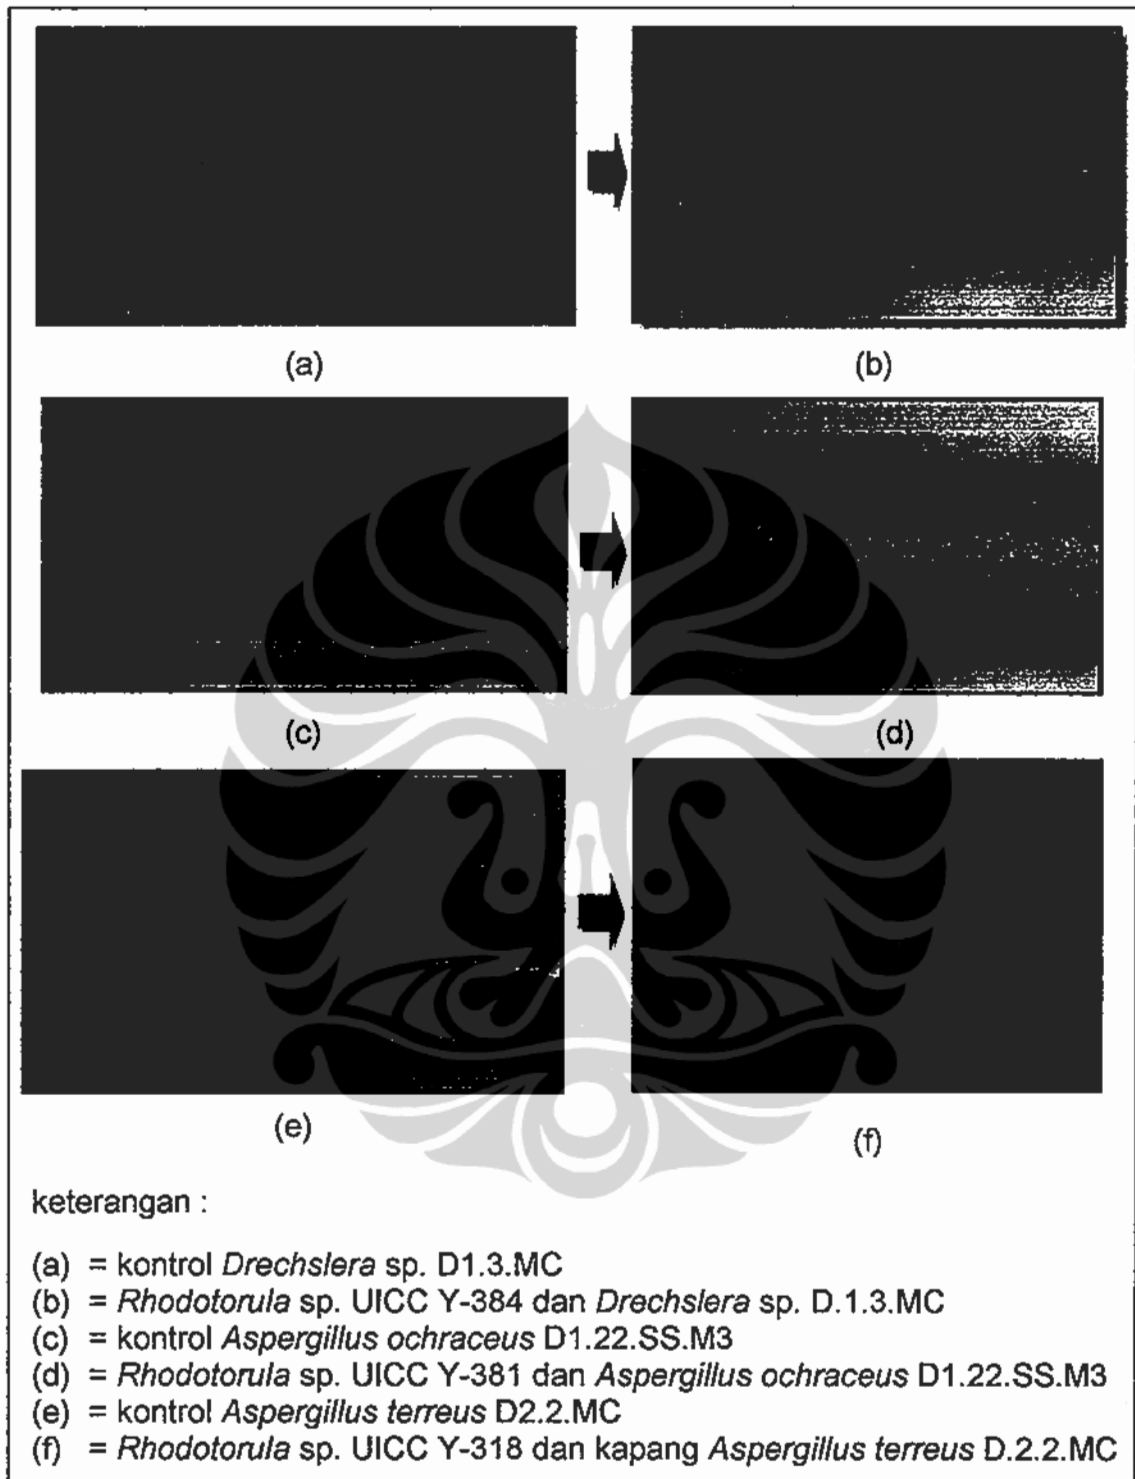 (a) (b)
(c) (d)
(e) (f)
keterangan :
(a) = kontrol Drechslera sp. D1.3.MC
(b) = Rhodotorula sp. UICC Y-384 dan Drechslera sp. D.1.3.MC
(c) = kontrol Aspergillus ochraceus D1.22.SS.M3
(d) = Rhodotorula sp. UICC Y-381 dan Aspergillus ochraceus D1.22.SS.M3
(e) = kontrol Aspergillus terreus D2.2.MC
(f) = Rhodotorula sp. UICC Y-318 dan kapang Aspergillus terreus D.2.2.MC